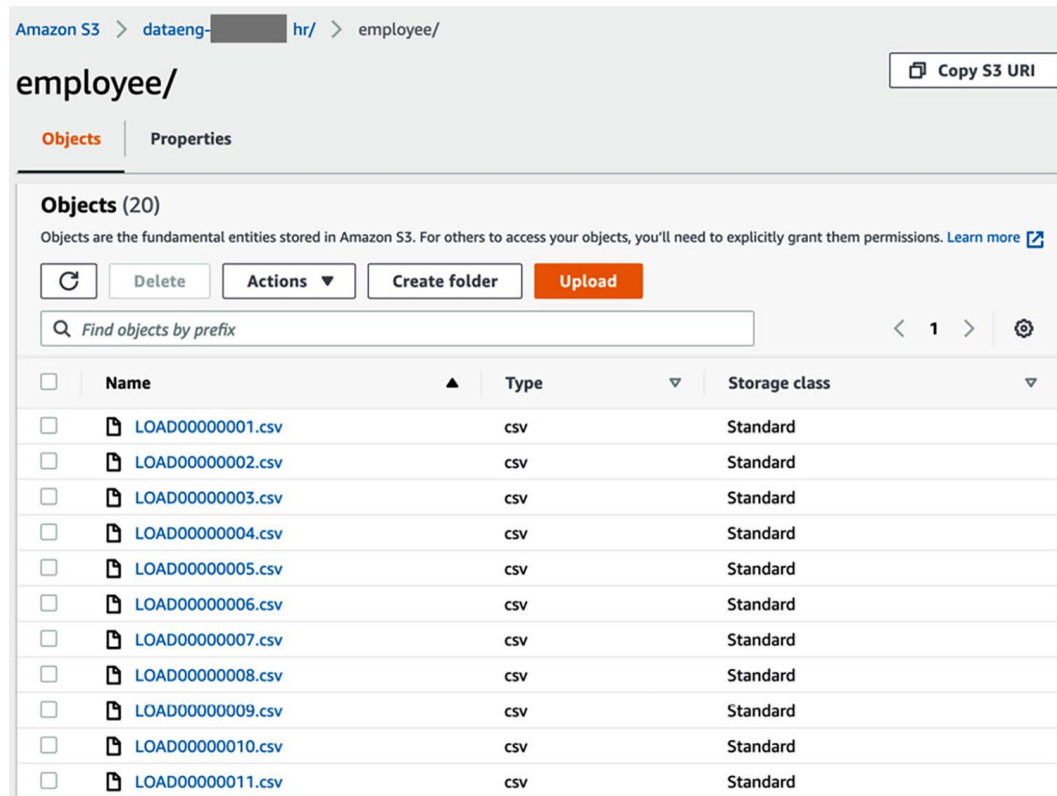 Amazon S3 > dataeng- hr/ > employee/
employee/
Copy S3 URI
Objects Properties
Objects (20)
Objects are the fundamental entities stored in Amazon S3. For others to access your objects, you'll need to explicitly grant them permissions. Learn more
Delete Actions Create folder Upload
Find objects by prefix < 1 >
Name Type Storage class
LOAD00000001.csv csv Standard
LOAD00000002.csv csv Standard
LOAD00000003.csv csv Standard
LOAD00000004.csv csv Standard
LOAD00000005.csv csv Standard
LOAD00000006.csv csv Standard
LOAD00000007.csv csv Standard
LOAD00000008.csv csv Standard
LOAD00000009.csv csv Standard
LOAD00000010.csv csv Standard
LOAD00000011.csv csv Standard